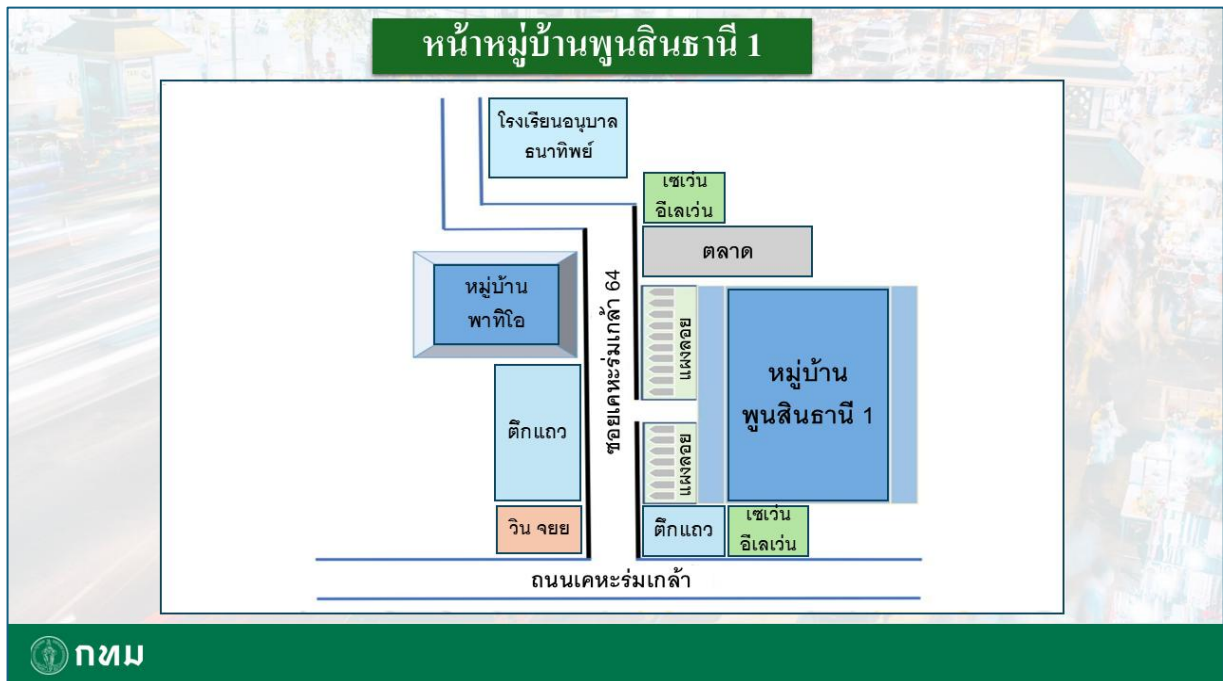 หน้าหมู่บ้านพูนสินธานี 1
โรงเรียนอนุบาล
ธนาทิพย์
เซเว่น
อีเลเว่น
ตลาด
หมู่บ้าน
พาทิโอ
ซอยเคหะร่มเกล้า 64
แผงลอย
หมู่บ้าน
พูนสินธานี 1
ตึกแถว
แผงลอย
วิน จยย
ตึกแถว
เซเว่น
อีเลเว่น
ถนนเคหะร่มเกล้า
กทม